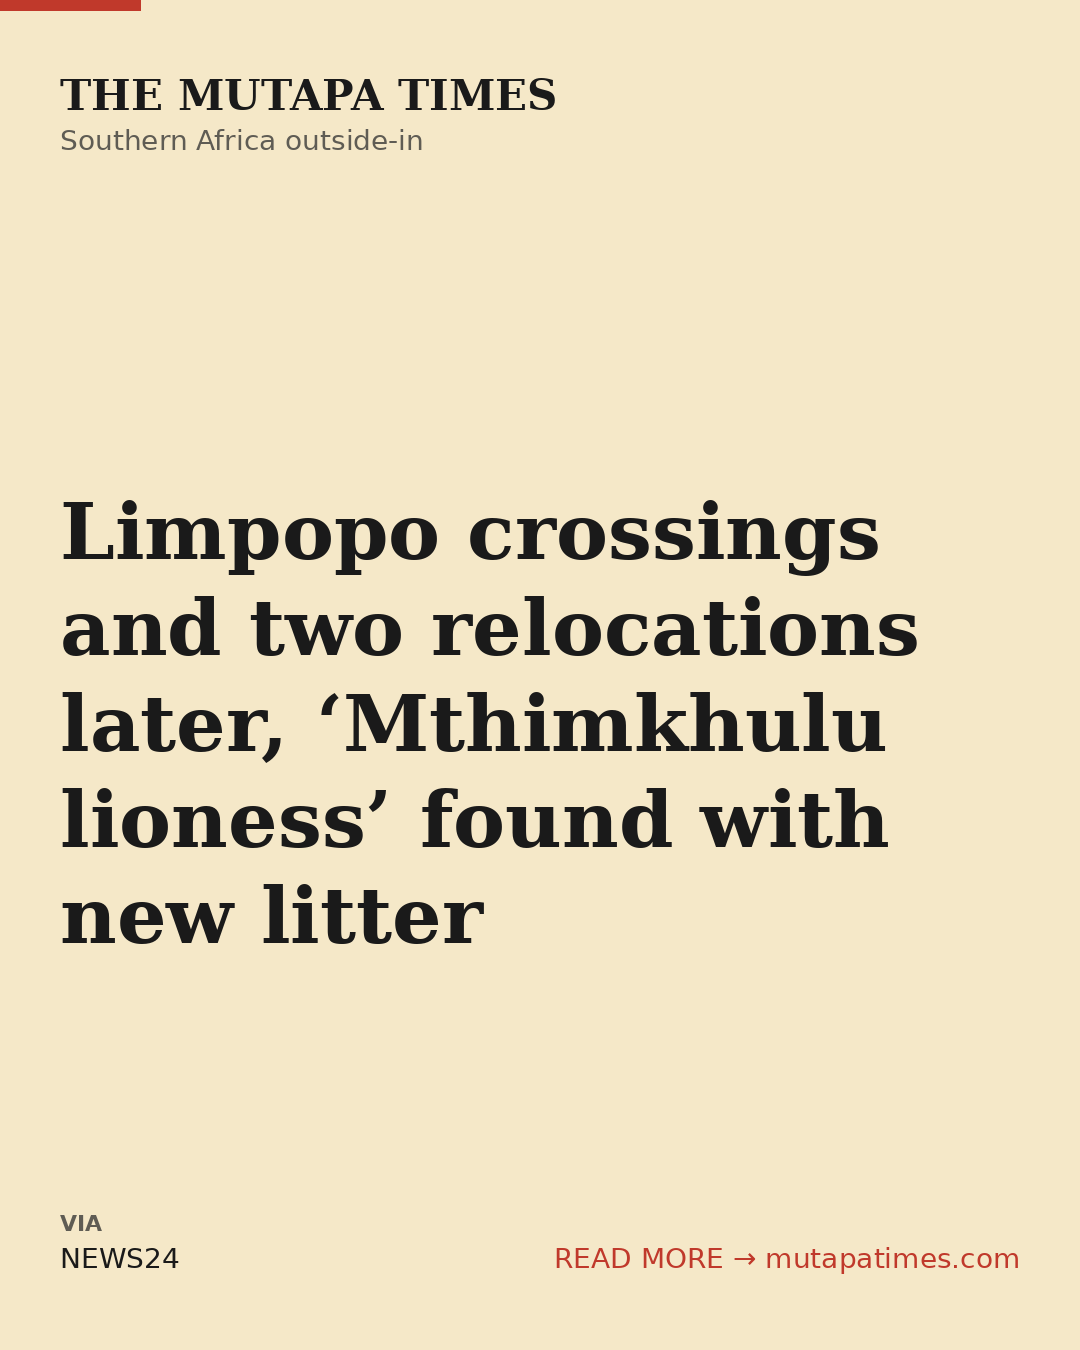 THE MUTAPA TIMES
Southern Africa outside-in
Limpopo crossings
and two relocations
later, ‘Mthimkhulu
lioness’ found with
new litter
VIA
NEWS24
READ MORE → mutapatimes.com